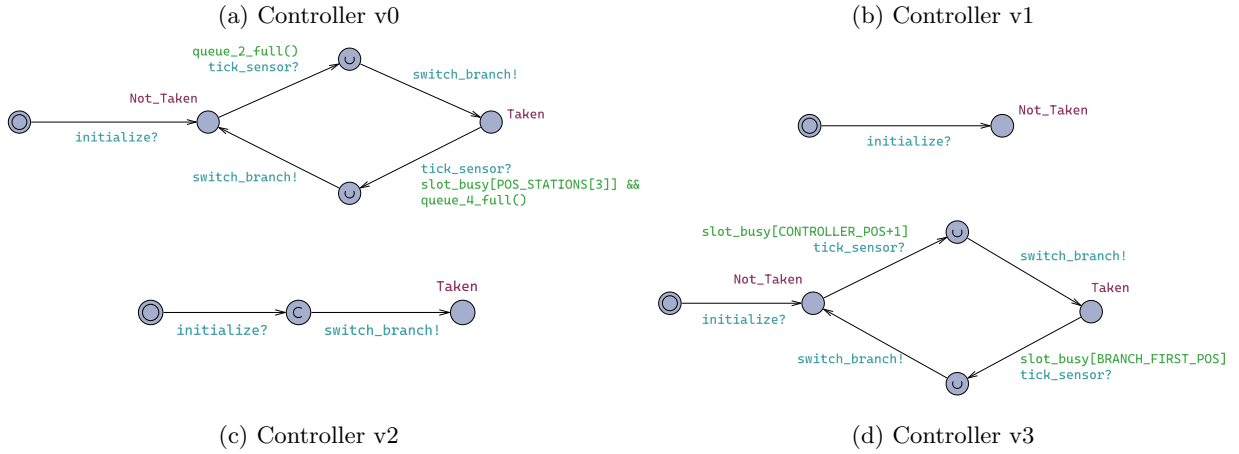 (a) Controller v0
(b) Controller v1
queue_2_full()
tick_sensor?
switch_branch!
Not_Taken
Taken
initialize?
switch_branch!
tick_sensor?
slot_busy[POS_STATIONS[3]] &&
queue_4_full()
Not_Taken
initialize?
Taken
initialize?
C
switch_branch!
slot_busy[CONTROLLER_POS+1]
tick_sensor?
switch_branch!
Not_Taken
Taken
initialize?
switch_branch!
slot_busy[BRANCH_FIRST_POS]
tick_sensor?
(c) Controller v2
(d) Controller v3